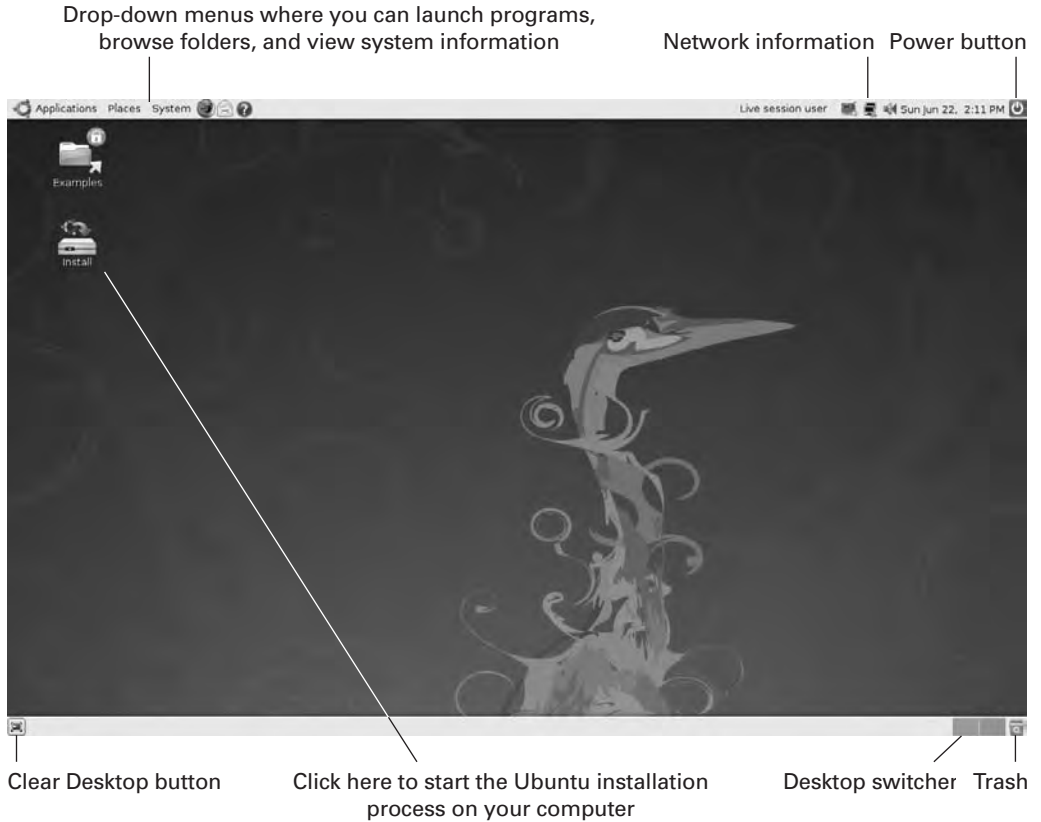 Drop-down menus where you can launch programs,
browse folders, and view system information
Network information
Power button
Applications Places System
Live session user
Sun Jun 22, 2:11 PM
Examples
Install
Clear Desktop button
Click here to start the Ubuntu installation
process on your computer
Desktop switcher
Trash